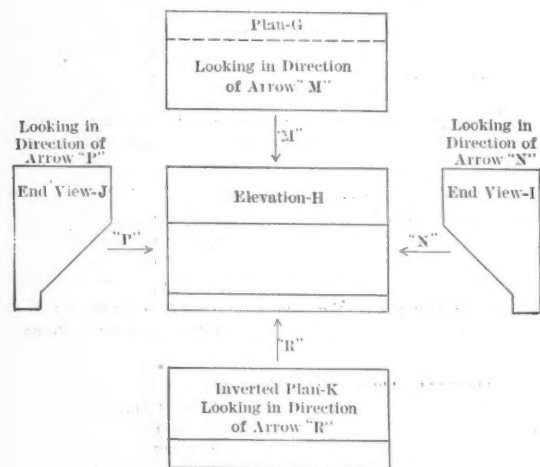 Plan-G
Looking in Direction
of Arrow "M"
"M"
Looking in
Direction of
Arrow "P"
End View-J
"P"
Elevation-H
Looking in
Direction of
Arrow "N"
End View-I
"N"
"R"
Inverted Plan-K
Looking in Direction
of Arrow "R"